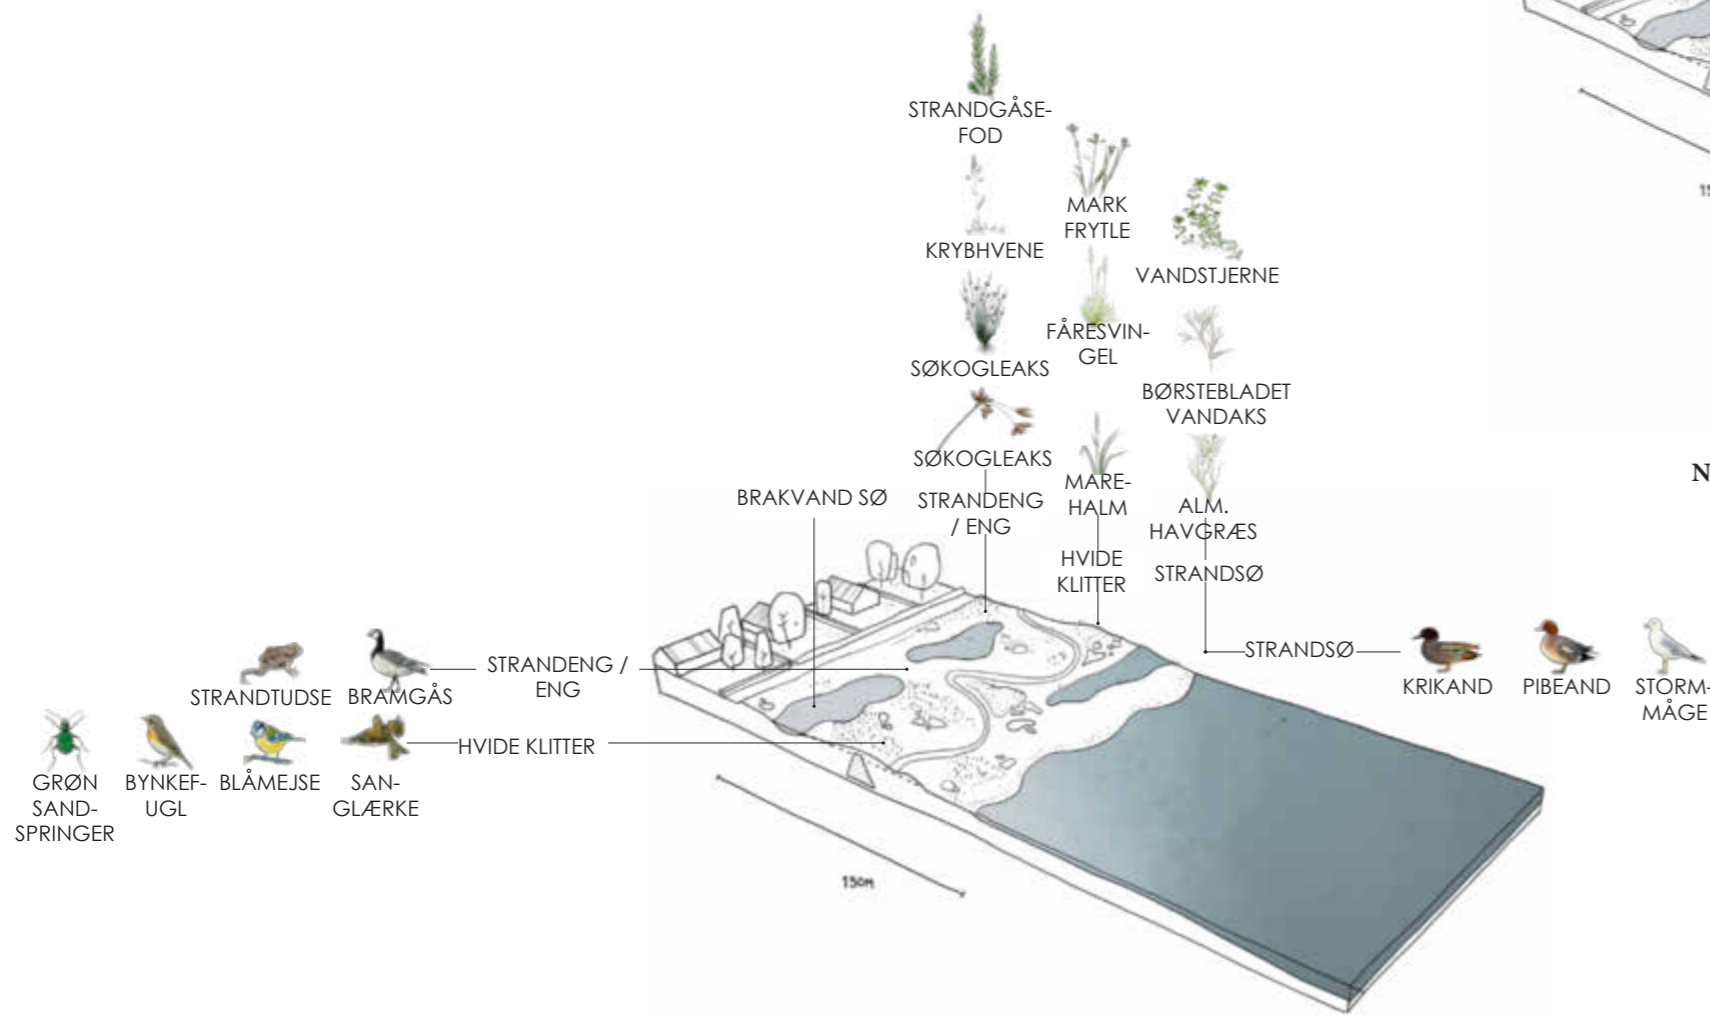 STRANDGÅSE-
FOD
MARK
FRYTLE
KRYBHVENE
VANDSTJERNE
FÅRESVIN-
GEL
SØKOGLEAKS
BØRSTEBLADET
VANDAKS
SØKOGLEAKS
MARE-
HALM
BRAKVAND SØ
STRANDENG
/ ENG
ALM.
HAVGRÆS
HVIDE
KLITTER
STRANDSØ
STRANDSØ
KRIKAND
PIBEAND
STORM-
MÅGE
STRANDTUDSE
BRAMGÅS
STRANDENG /
ENG
HVIDE KLITTER
GRØN
SAND-
SPRINGER
BYNKEF-
UGL
BLÅMEJSE
SAN-
GLÆRKE
150m
N